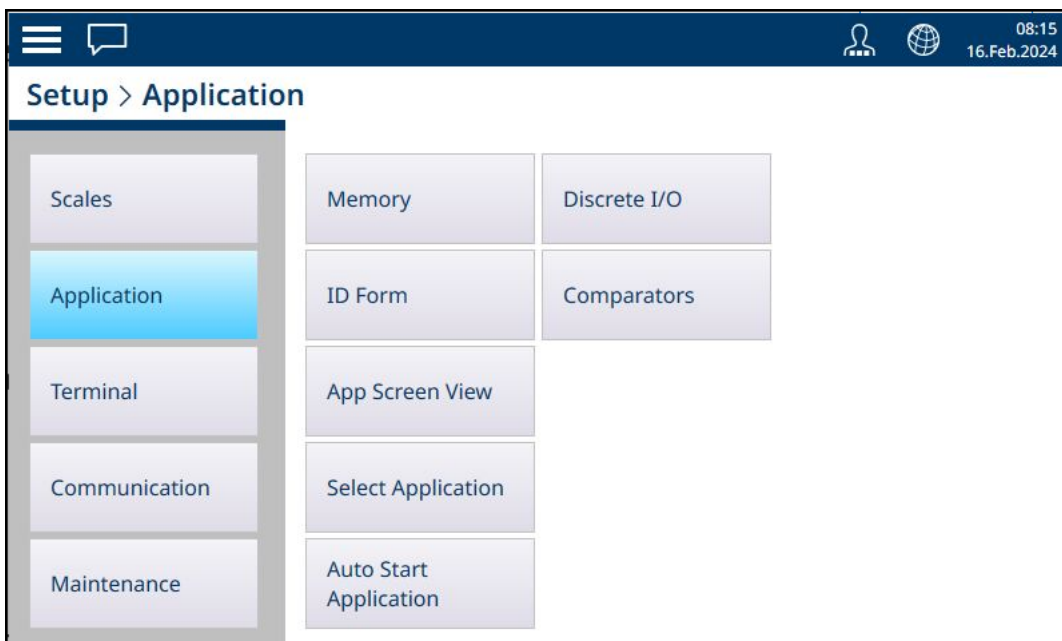 08:15
16.Feb.2024
Setup > Application
Scales
Memory
Discrete I/O
Application
ID Form
Comparators
Terminal
App Screen View
Communication
Select Application
Maintenance
Auto Start
Application